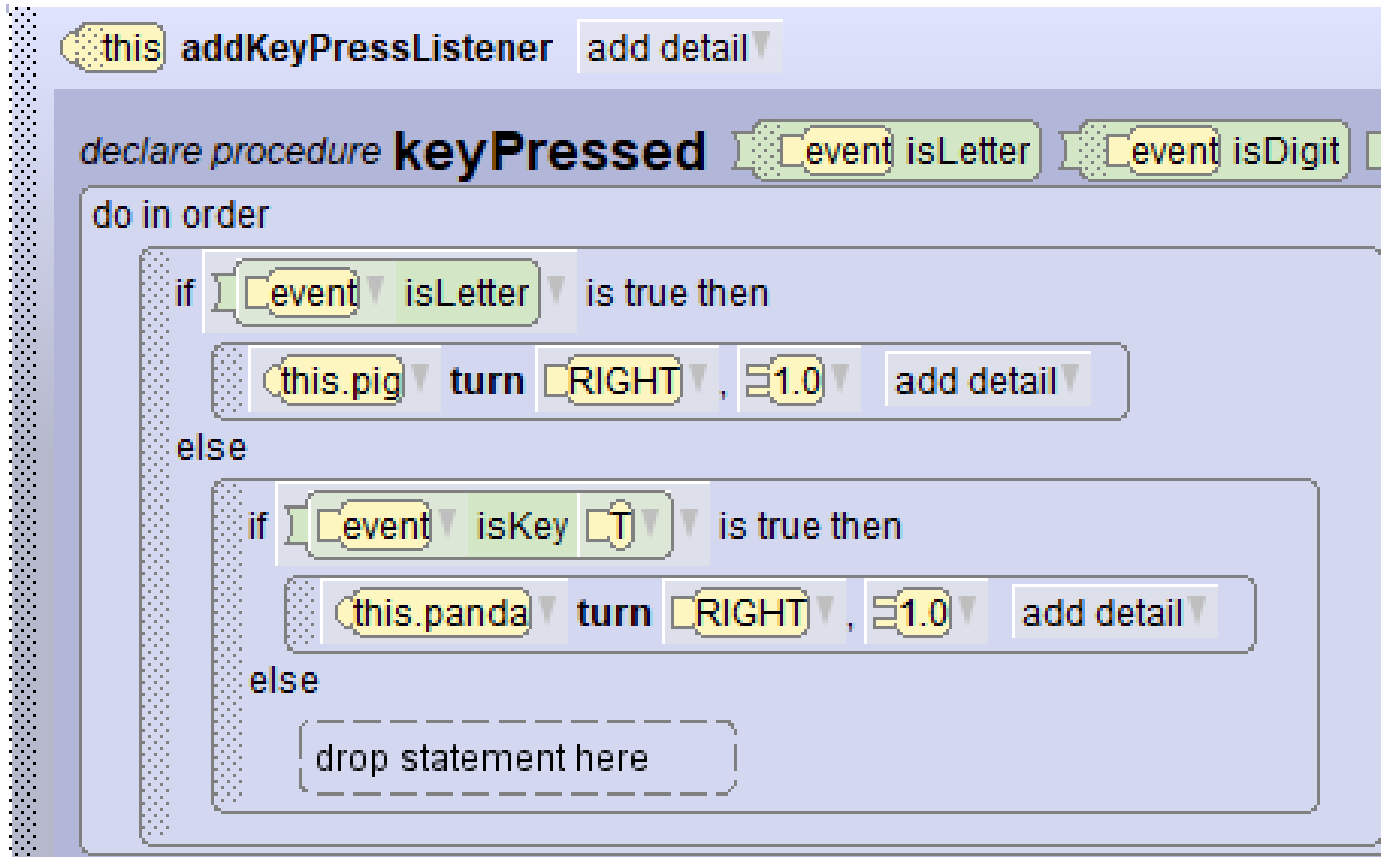 this addKeyPressListener add detail
declare procedure keyPressed event isLetter event isDigit
do in order
if event isLetter is true then
this.pig turn RIGHT , 1.0 add detail
else
if event isKey T is true then
this.panda turn RIGHT , 1.0 add detail
else
drop statement here